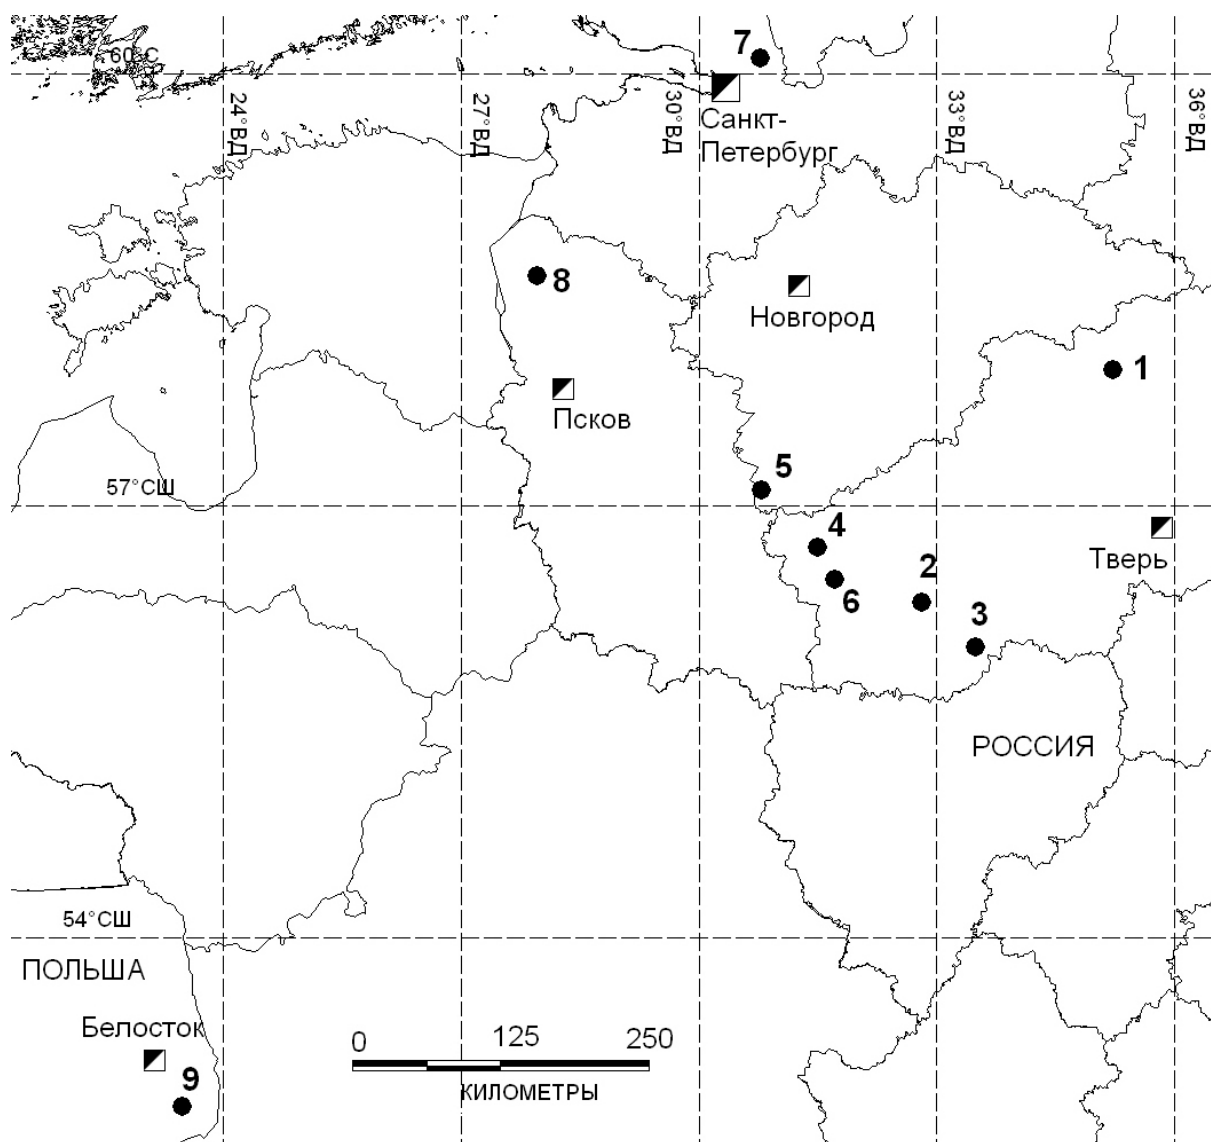 7
60°С
24°ВД
27°ВД
30°ВД
33°ВД
36°ВД
Санкт-
Петербург
8
Новгород
1
Псков
5
57°СШ
4
Тверь
2
6
3
РОССИЯ
54°СШ
ПОЛЬША
Белосток
0 125 250
КИЛОМЕТРЫ
9